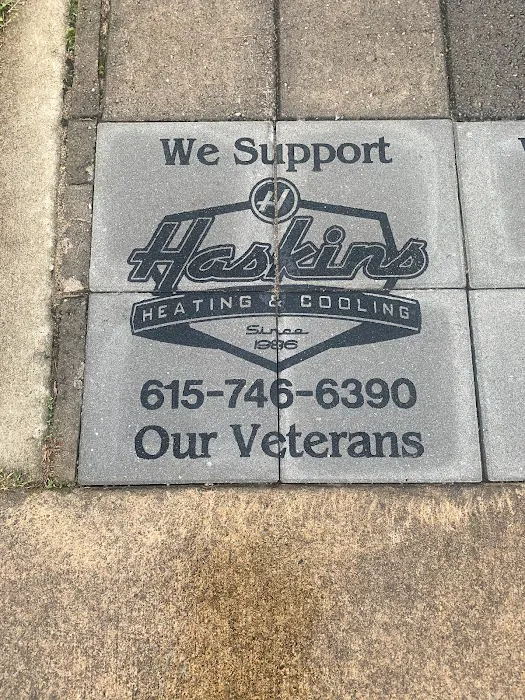 We Support
H
Haskins
HEATING & COOLING
Since
1986
615-746-6390
Our Veterans